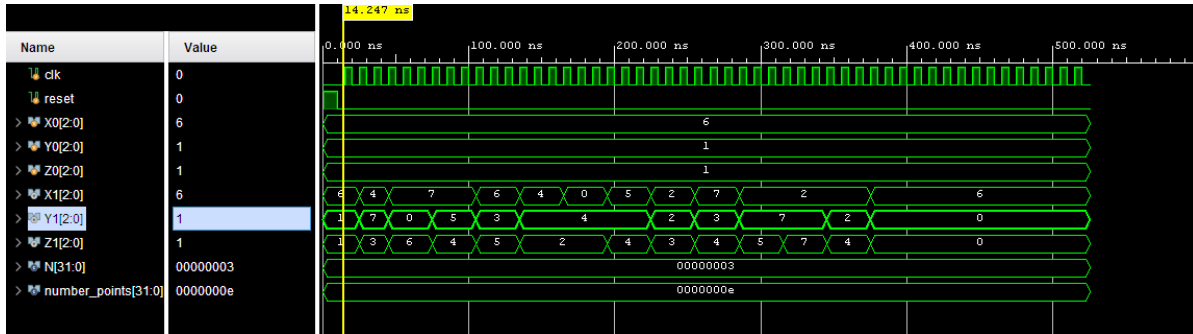 14.247 ns
Name Value 0.000 ns 100.000 ns 200.000 ns 300.000 ns 400.000 ns 500.000 ns
clk 0
reset 0
> X0[2:0] 6 6
> Y0[2:0] 1 1
> Z0[2:0] 1 1
> X1[2:0] 6 6 4 7 6 4 0 5 2 7 2 6
> Y1[2:0] 1 1 7 0 5 3 4 2 3 7 2 0
> Z1[2:0] 1 1 3 6 4 5 2 4 3 4 5 7 4 0
> N[31:0] 00000003 00000003
> number_points[31:0] 0000000e 0000000e